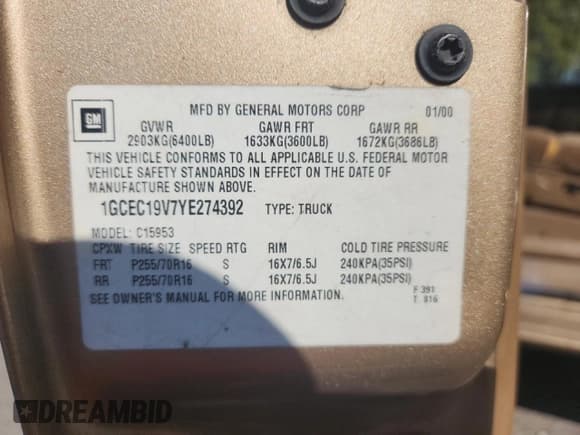 GM
MFD BY GENERAL MOTORS CORP 01/00
GVWR GAWR FRT GAWR RR
2903KG(6400LB) 1633KG(3600LB) 1672KG(3686LB)
THIS VEHICLE CONFORMS TO ALL APPLICABLE U.S. FEDERAL MOTOR
VEHICLE SAFETY STANDARDS IN EFFECT ON THE DATE OF
MANUFACTURE SHOWN ABOVE.
1GCEC19V7YE274392 TYPE: TRUCK
MODEL: C15953
CPXW TIRE SIZE SPEED RTG RIM COLD TIRE PRESSURE
FRT P255/70R16 S 16X7/6.5J 240KPA(35PSI)
RR P255/70R16 S 16X7/6.5J 240KPA(35PSI)
SEE OWNER'S MANUAL FOR MORE INFORMATION.
F 391
T 816
DREAMBID